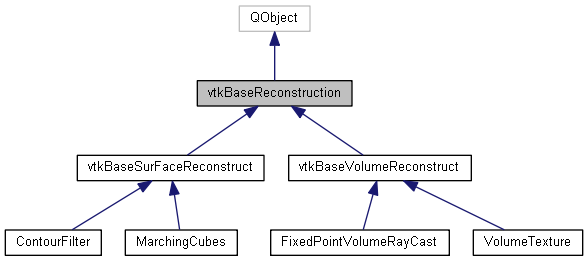 QObject
vtkBaseReconstruction
vtkBaseSurFaceReconstruct
vtkBaseVolumeReconstruct
ContourFilter
MarchingCubes
FixedPointVolumeRayCast
VolumeTexture